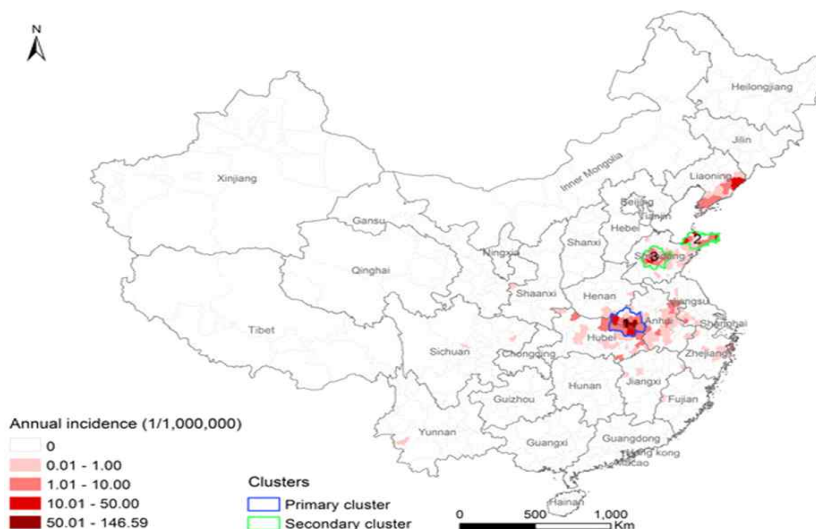 N
Heilongjiang
Jilin
Liaoning
Inner Mongolia
Xinjiang
Beijing
Tianjin
Gansu
Hebei
2
Ningxia
Shanxi
3
Qinghai
Shaanxi
Henan
Jiangsu
Anhui
Shanghai
Tibet
Hubei
Sichuan
Chongqing
Zhejiang
Hunan
Jiangxi
Guizhou
Fujian
Yunnan
Guangxi
Guangdong
Hong kong
Macao
Hainan
Annual incidence (1/1,000,000)
0
0.01 - 1.00
1.01 - 10.00
10.01 - 50.00
50.01 - 146.59
Clusters
Primary cluster
Secondary cluster
0 500 1,000
Km